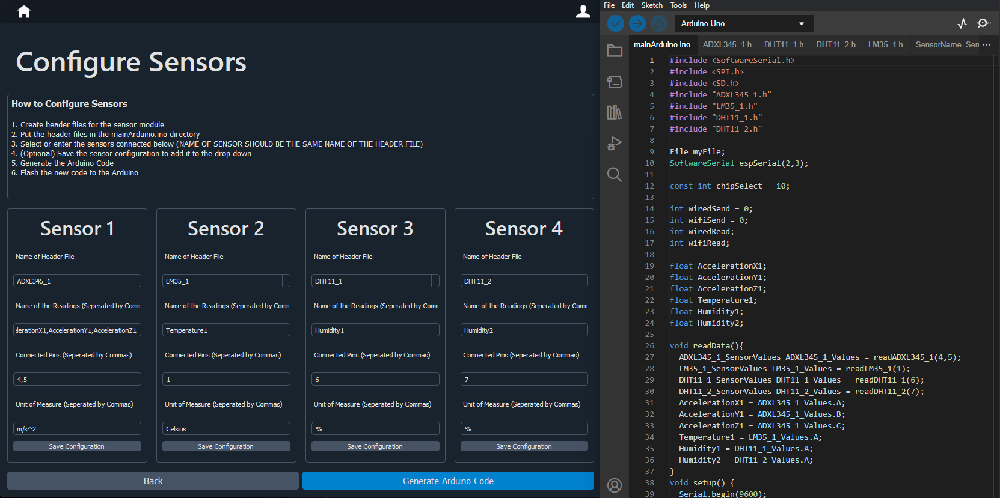 Configure Sensors
How to Configure Sensors
1. Create header files for the sensor module
2. Put the header files in the mainArduino.ino directory
3. Select or enter the sensors connected below (NAME OF SENSOR SHOULD BE THE SAME NAME OF THE HEADER FILE)
4. (Optional) Save the sensor configuration to add it to the drop down
5. Generate the Arduino Code
6. Flash the new code to the Arduino
Sensor 1
Name of Header File
ADXL345_1
Name of the Readings (Seperated by Comm
lerationX1,AccelerationY1,AccelerationZ1
Connected Pins (Seperated by Commas)
4,5
Unit of Measure (Seperated by Commas)
m/s^2
Save Configuration
Sensor 2
Name of Header File
LM35_1
Name of the Readings (Seperated by Comm
Temperature1
Connected Pins (Seperated by Commas)
1
Unit of Measure (Seperated by Commas)
Celsius
Save Configuration
Sensor 3
Name of Header File
DHT11_1
Name of the Readings (Seperated by Comm
Humidity1
Connected Pins (Seperated by Commas)
6
Unit of Measure (Seperated by Commas)
%
Save Configuration
Sensor 4
Name of Header File
DHT11_2
Name of the Readings (Seperated by Comm
Humidity2
Connected Pins (Seperated by Commas)
7
Unit of Measure (Seperated by Commas)
%
Save Configuration
Back
Generate Arduino Code
File Edit Sketch Tools Help
Arduino Uno
mainArduino.ino ADXL345_1.h DHT11_1.h DHT11_2.h LM35_1.h SensorName_Sen ...
1 #include <SoftwareSerial.h>
2 #include <SPI.h>
3 #include <SD.h>
4 #include "ADXL345_1.h"
5 #include "LM35_1.h"
6 #include "DHT11_1.h"
7 #include "DHT11_2.h"
8
9 File myFile;
10 SoftwareSerial espSerial(2,3);
11
12 const int chipSelect = 10;
13
14 int wiredSend = 0;
15 int wifiSend = 0;
16 int wiredRead;
17 int wifiRead;
18
19 float AccelerationX1;
20 float AccelerationY1;
21 float AccelerationZ1;
22 float Temperature1;
23 float Humidity1;
24 float Humidity2;
25
26 void readData(){
27 ADXL345_1_SensorValues ADXL345_1_Values = readADXL345_1(4,5);
28 LM35_1_SensorValues LM35_1_Values = readLM35_1(1);
29 DHT11_1_SensorValues DHT11_1_Values = readDHT11_1(6);
30 DHT11_2_SensorValues DHT11_2_Values = readDHT11_2(7);
31 AccelerationX1 = ADXL345_1_Values.A;
32 AccelerationY1 = ADXL345_1_Values.B;
33 AccelerationZ1 = ADXL345_1_Values.C;
34 Temperature1 = LM35_1_Values.A;
35 Humidity1 = DHT11_1_Values.A;
36 Humidity2 = DHT11_2_Values.A;
37 }
38 void setup() {
39 Serial.begin(9600);